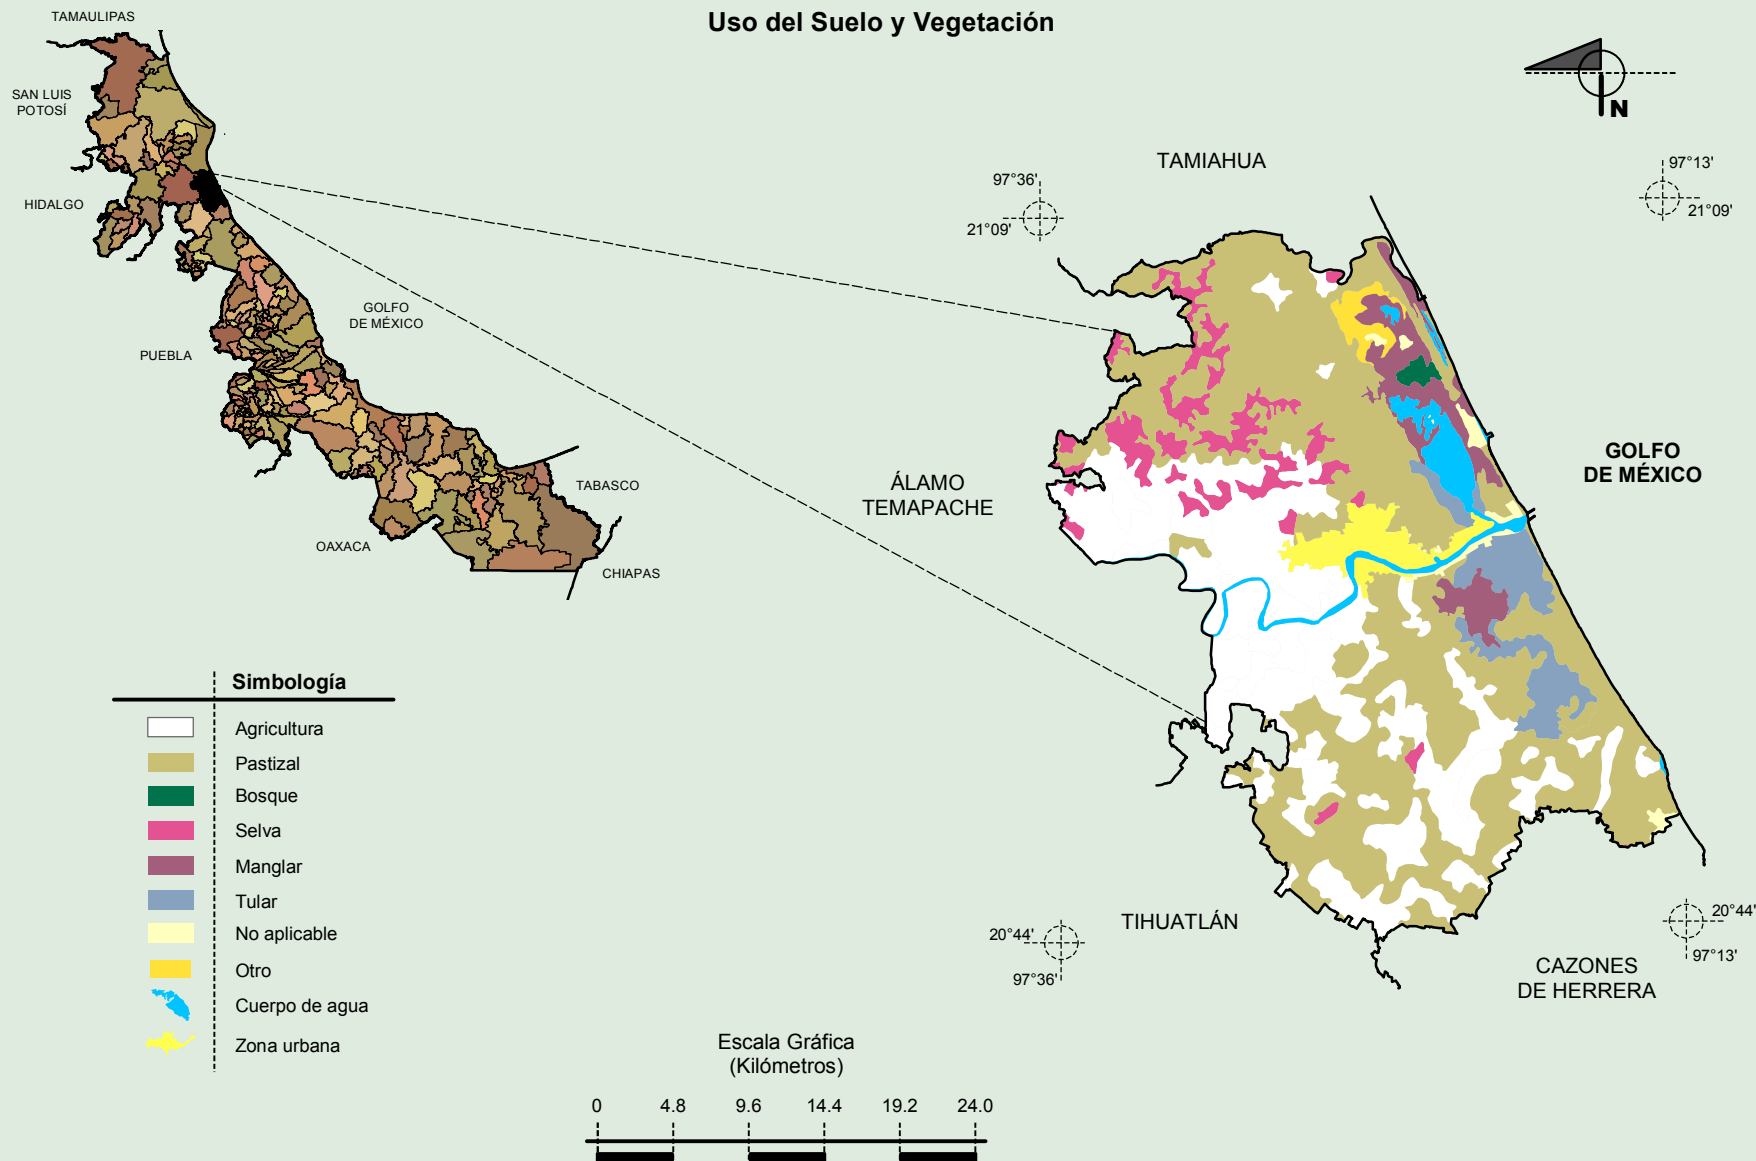 Uso del Suelo y Vegetación
TAMAULIPAS
SAN LUIS
POTOSÍ
HIDALGO
PUEBLA
GOLFO
DE MÉXICO
OAXACA
TABASCO
CHIAPAS
N
TAMIAHUA
97°36'
21°09'
97°13'
21°09'
ÁLAMO
TEMAPACHE
GOLFO
DE MÉXICO
TIHUATLÁN
20°44'
97°36'
20°44'
97°13'
CAZONES
DE HERRERA
Simbología
Agricultura
Pastizal
Bosque
Selva
Manglar
Tular
No aplicable
Otro
Cuerpo de agua
Zona urbana
Escala Gráfica
(Kilómetros)
0 4.8 9.6 14.4 19.2 24.0